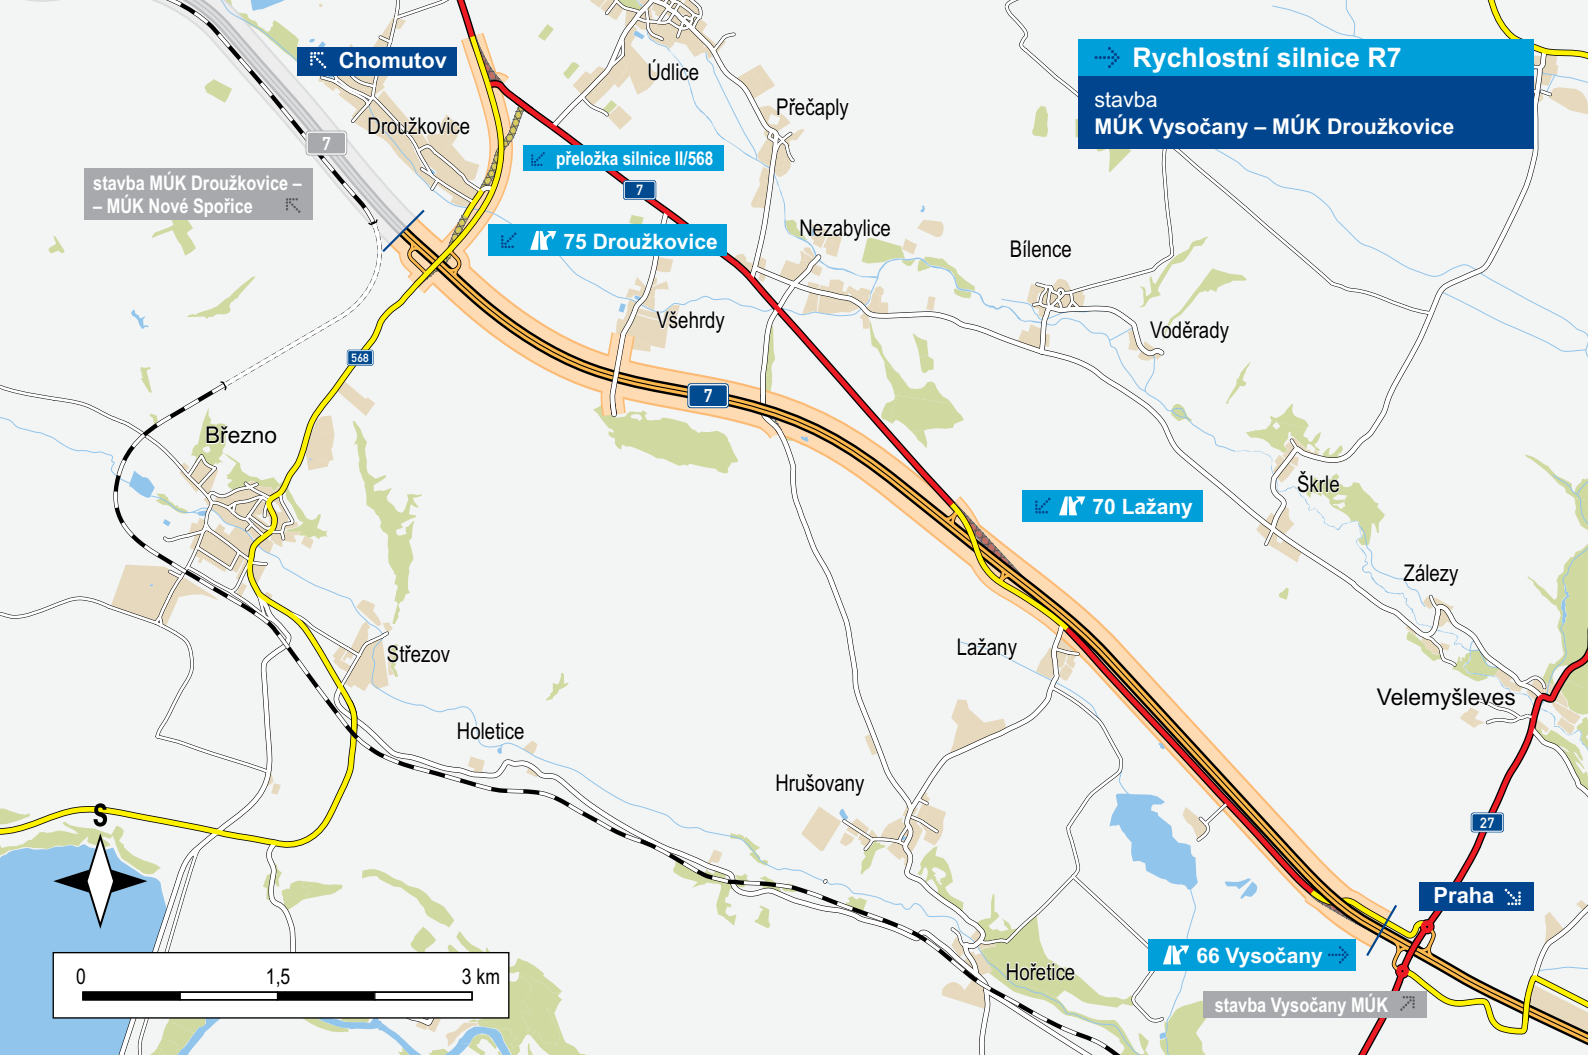 Chomutov
Údlice
Rychlostní silnice R7
stavba
MÚK Vysočany – MÚK Droužkovice
Přečaply
Droužkovice
7
přeložka silnice II/568
stavba MÚK Droužkovice –
– MÚK Nové Spořice
7
75 Droužkovice
Nezabylice
Bílence
Všehrdy
Voděrady
568
7
Březno
Škrle
70 Lažany
Zálezy
Střezov
Lažany
Velemyšleves
Holetice
Hrušovany
S
27
Praha
66 Vysočany
Hořetice
0 1,5 3 km
stavba Vysočany MÚK